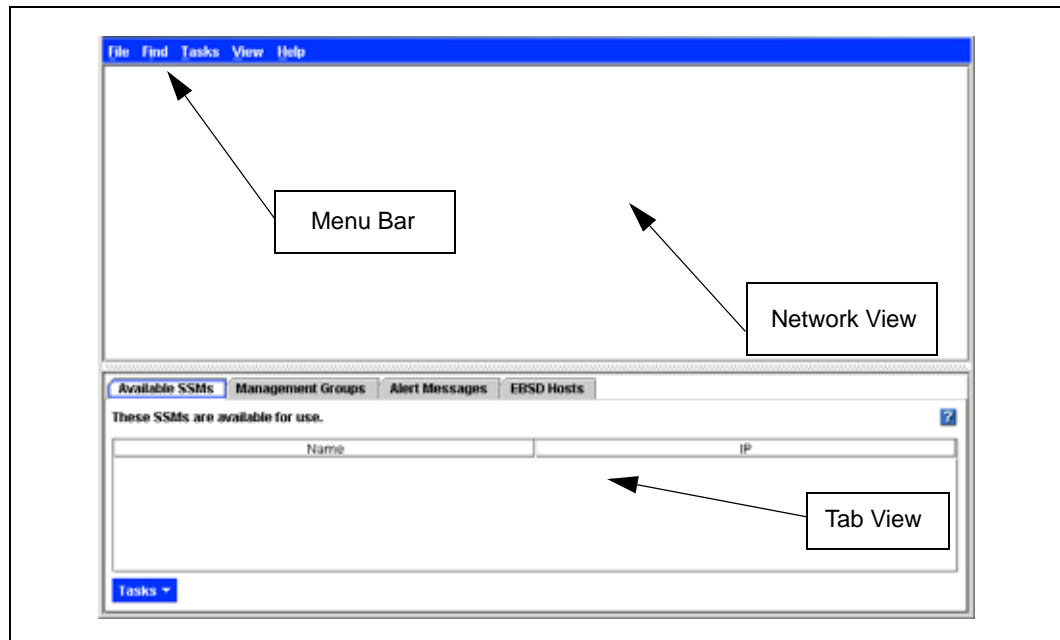 File Find Tasks View Help
Menu Bar
Network View
Available SSMs Management Groups Alert Messages EBSD Hosts
These SSMs are available for use.
?
Name IP
Tab View
Tasks